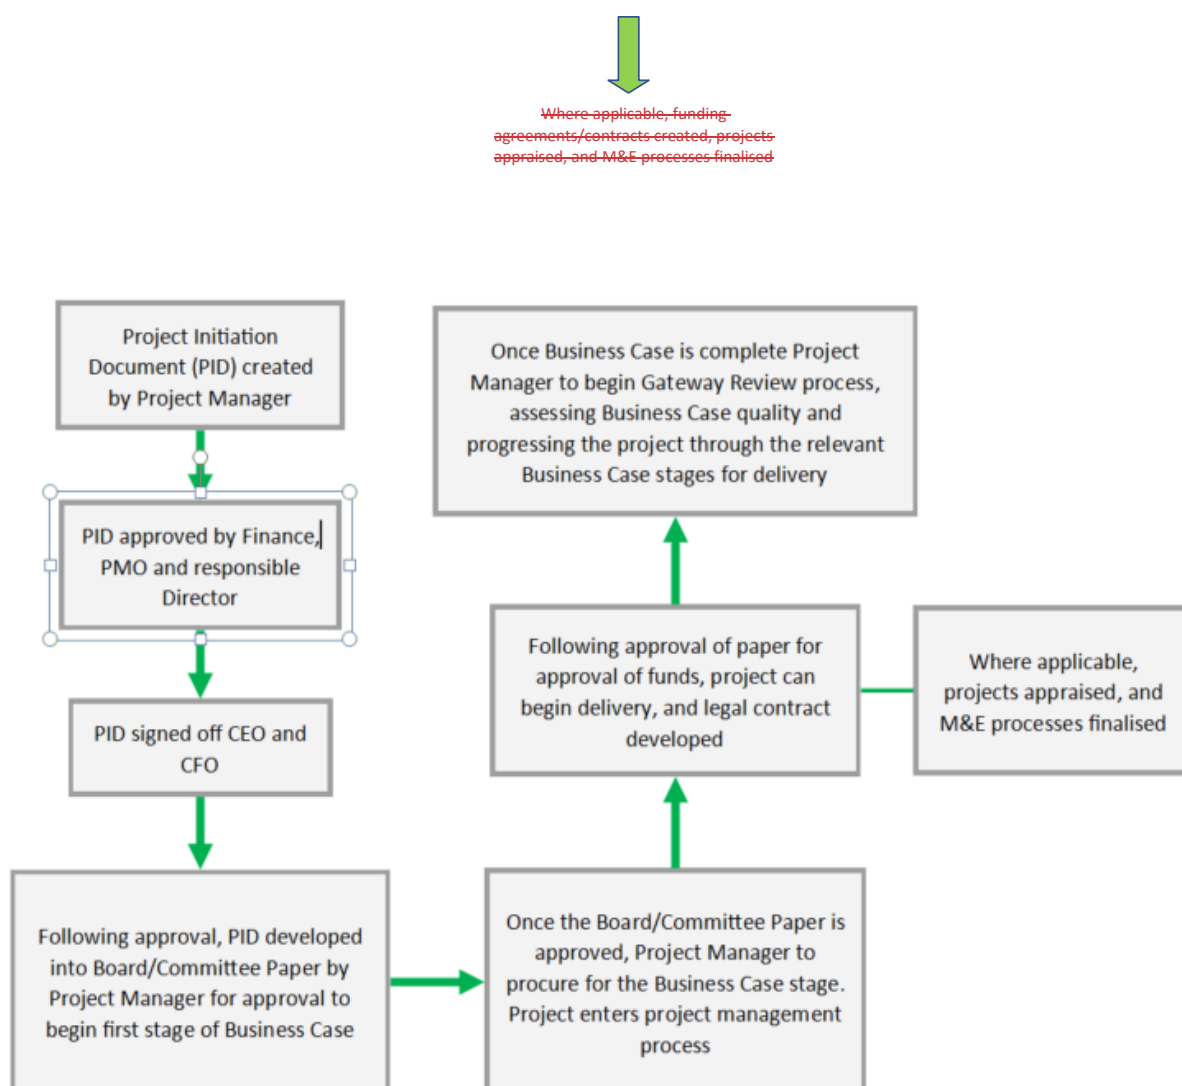 Where applicable, funding
agreements/contracts created, projects
appraised, and M&E processes finalised
Project Initiation
Document (PID) created
by Project Manager
PID approved by Finance,
PMO and responsible
Director
PID signed off CEO and
CFO
Following approval, PID developed
into Board/Committee Paper by
Project Manager for approval to
begin first stage of Business Case
Once the Board/Committee Paper is
approved, Project Manager to
procure for the Business Case stage.
Project enters project management
process
Following approval of paper for
approval of funds, project can
begin delivery, and legal contract
developed
Where applicable,
projects appraised, and
M&E processes finalised
Once Business Case is complete Project
Manager to begin Gateway Review process,
assessing Business Case quality and
progressing the project through the relevant
Business Case stages for delivery